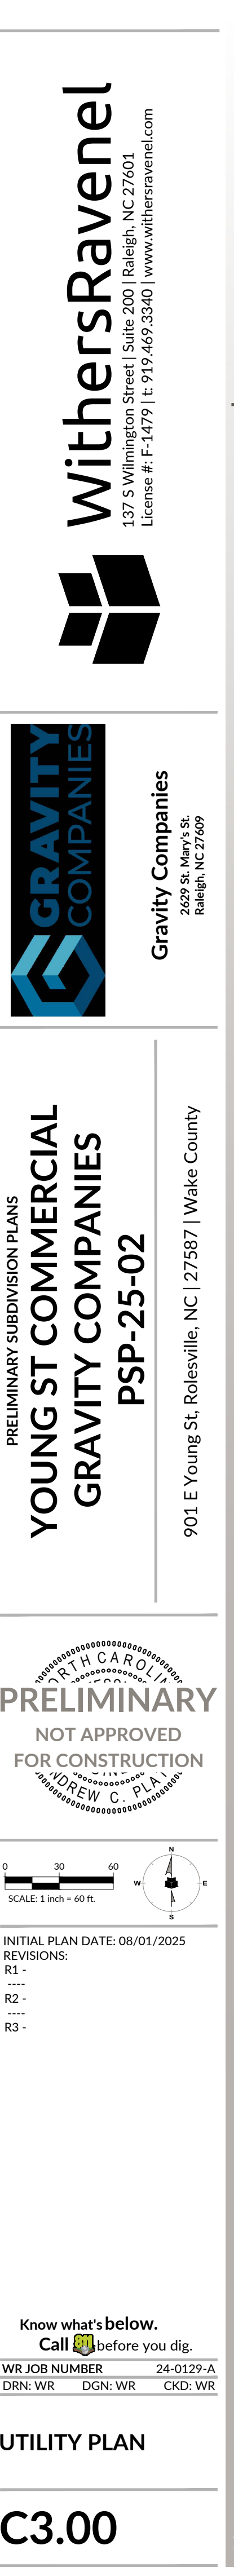 WithersRavenel
137 S Wilmington Street | Suite 200 | Raleigh, NC 27601
License #: F-1479 | t: 919.469.3340 | www.withersravenel.com
GRAVITY
COMPANIES
Gravity Companies
2629 St. Mary's St.
Raleigh, NC 27609
PRELIMINARY SUBDIVISION PLANS
YOUNG ST COMMERCIAL
GRAVITY COMPANIES
PSP-25-02
901 E Young St, Rolesville, NC | 27587 | Wake County
ORTH CAROLIN
PRELIMINARY
NOT APPROVED
FOR CONSTRUCTION
NDREW C. PLAT
0 30 60
SCALE: 1 inch = 60 ft.
N
W E
S
INITIAL PLAN DATE: 08/01/2025
REVISIONS:
R1 -
----
R2 -
----
R3 -
Know what's below.
Call 811 before you dig.
WR JOB NUMBER 24-0129-A
DRN: WR DGN: WR CKD: WR
UTILITY PLAN
C3.00